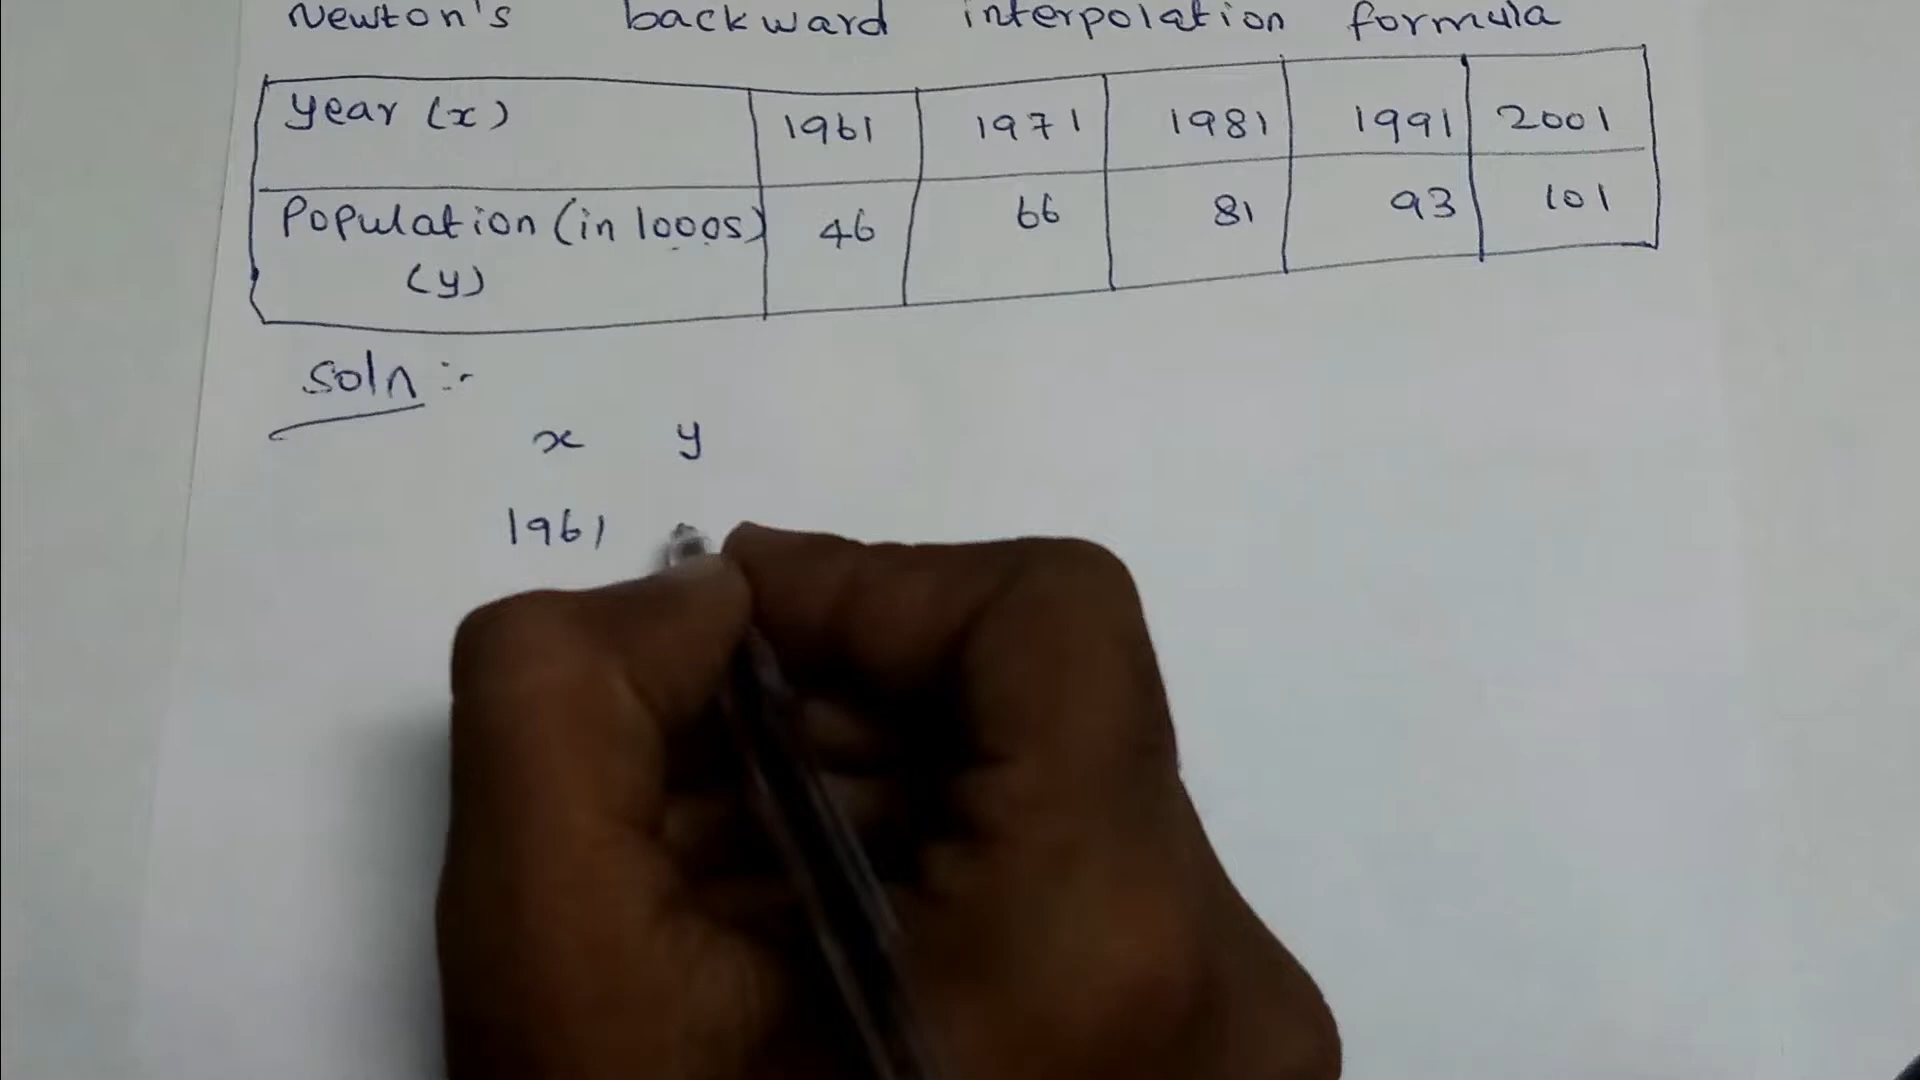 Newton's backward interpolation formula
year (x) 1961 1971 1981 1991 2001
Population (in 1000s) 46 66 81 93 101
(y)
Soln :-
x y
1961